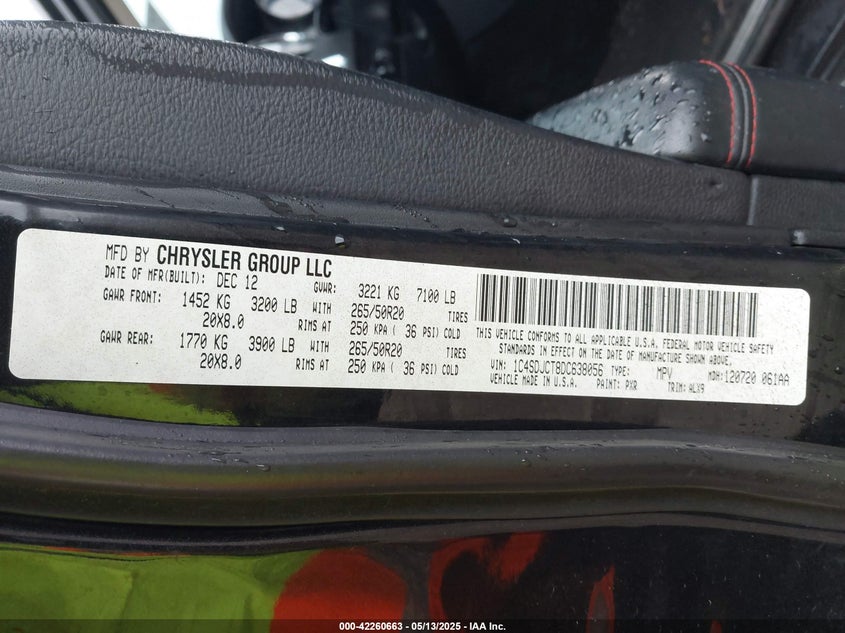 MFD BY CHRYSLER GROUP LLC
DATE OF MFR(BUILT): DEC 12 GVWR: 3221 KG 7100 LB
GAWR FRONT: 1452 KG 3200 LB WITH 265/50R20 TIRES
20X8.0 RIMS AT 250 KPA ( 36 PSI) COLD
GAWR REAR: 1770 KG 3900 LB WITH 265/50R20 TIRES
20X8.0 RIMS AT 250 KPA ( 36 PSI) COLD
THIS VEHICLE CONFORMS TO ALL APPLICABLE U.S.A. FEDERAL MOTOR VEHICLE SAFETY
STANDARDS IN EFFECT ON THE DATE OF MANUFACTURE SHOWN ABOVE.
VIN: 1C4SDJCT8DC638056 TYPE: MPV MDH: 120720 061AA
VEHICLE MADE IN U.S.A. PAINT: PXR TRIM: ALX9
000-42260663 - 05/13/2025 - IAA Inc.